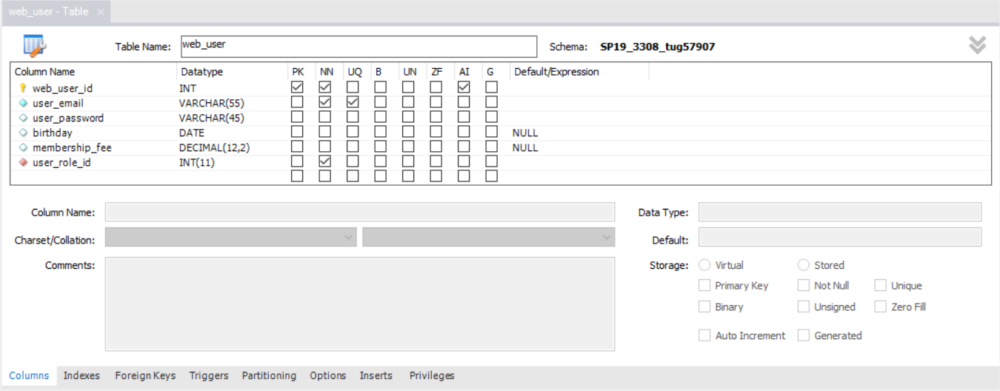 web_user - Table ×
Table Name: web_user Schema: SP19_3308_tug57907
Column Name Datatype PK NN UQ B UN ZF AI G Default/Expression
web_user_id INT
user_email VARCHAR(55)
user_password VARCHAR(45)
birthday DATE NULL
membership_fee DECIMAL(12,2) NULL
user_role_id INT(11)
Column Name: Data Type:
Charset/Collation: Default:
Comments: Storage: Virtual Stored
Primary Key Not Null Unique
Binary Unsigned Zero Fill
Auto Increment Generated
Columns Indexes Foreign Keys Triggers Partitioning Options Inserts Privileges